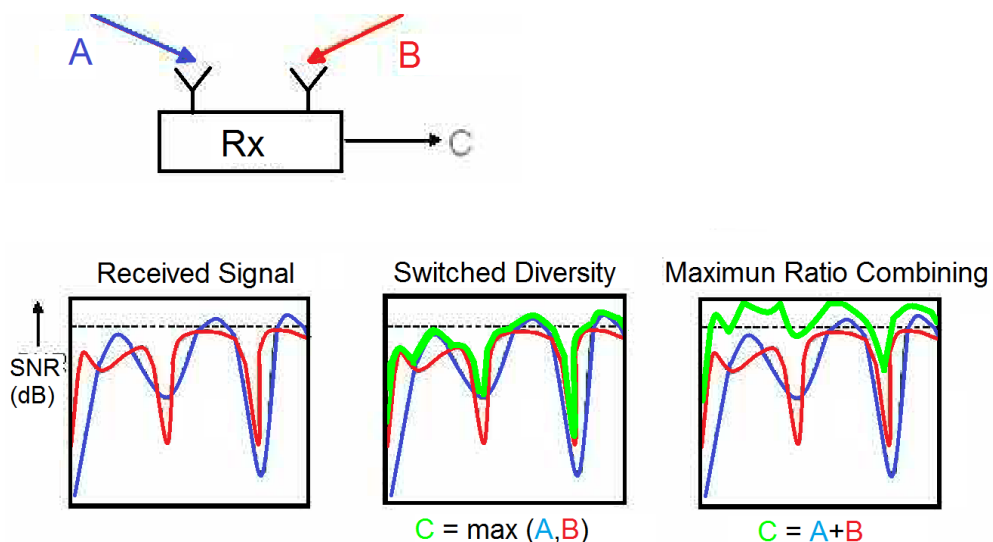 A
B
Rx
C
Received Signal
Switched Diversity
Maximun Ratio Combining
SNR
(dB)
C = max (A,B)
C = A+B